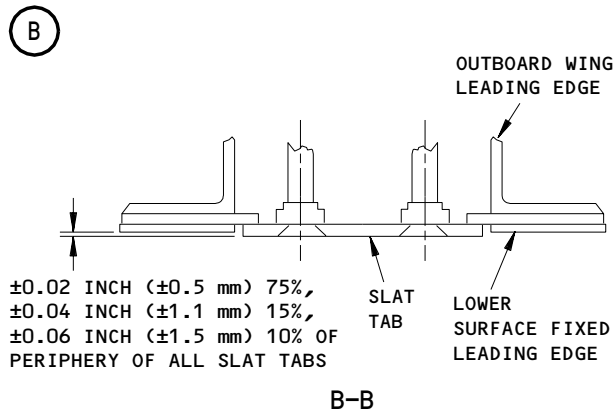 B
OUTBOARD WING
LEADING EDGE
±0.02 INCH (±0.5 mm) 75%,
±0.04 INCH (±1.1 mm) 15%,
±0.06 INCH (±1.5 mm) 10% OF
PERIPHERY OF ALL SLAT TABS
SLAT
TAB
LOWER
SURFACE FIXED
LEADING EDGE
B-B